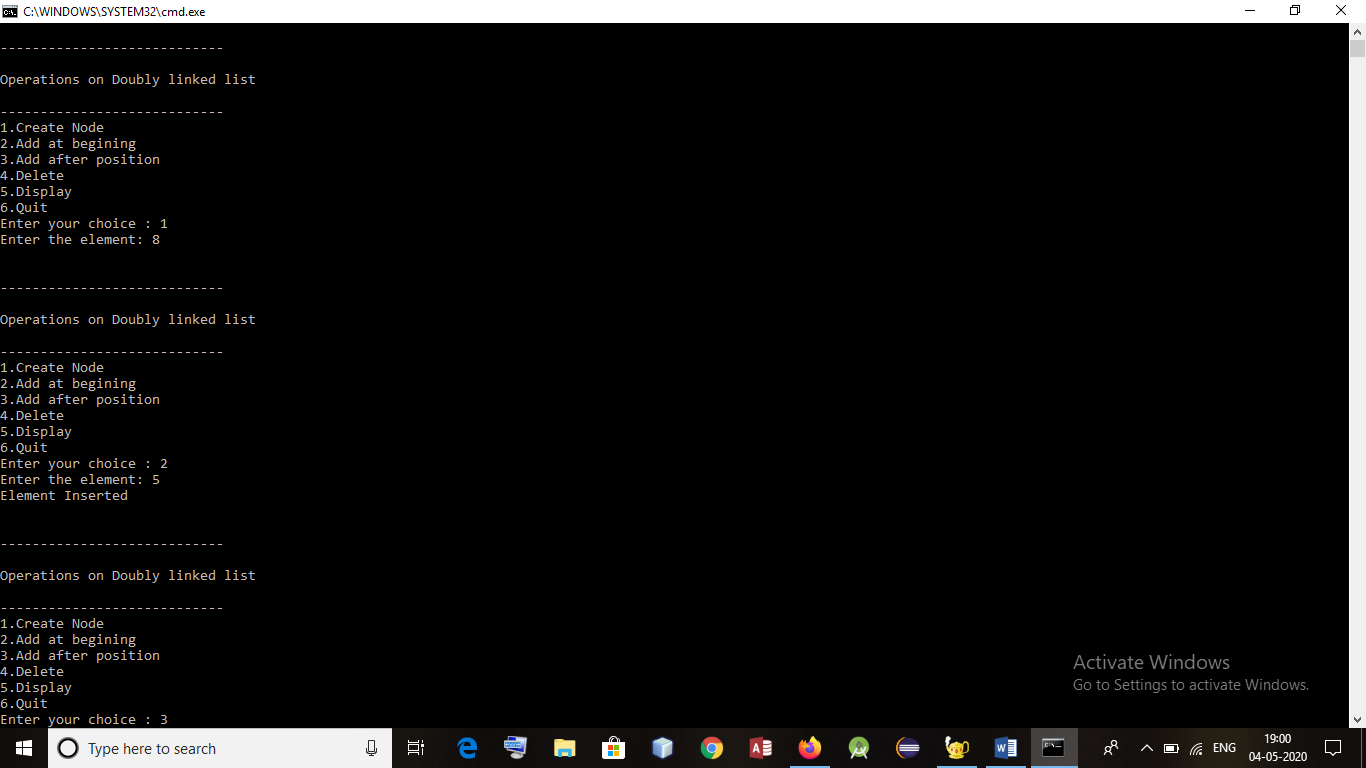 C:\WINDOWS\SYSTEM32\cmd.exe
----------------------------
Operations on Doubly linked list
----------------------------
1.Create Node
2.Add at begining
3.Add after position
4.Delete
5.Display
6.Quit
Enter your choice : 1
Enter the element: 8
----------------------------
Operations on Doubly linked list
----------------------------
1.Create Node
2.Add at begining
3.Add after position
4.Delete
5.Display
6.Quit
Enter your choice : 2
Enter the element: 5
Element Inserted
----------------------------
Operations on Doubly linked list
----------------------------
1.Create Node
2.Add at begining
3.Add after position
4.Delete
5.Display
6.Quit
Enter your choice : 3
Activate Windows
Go to Settings to activate Windows.
Type here to search
ENG
19:00
04-05-2020